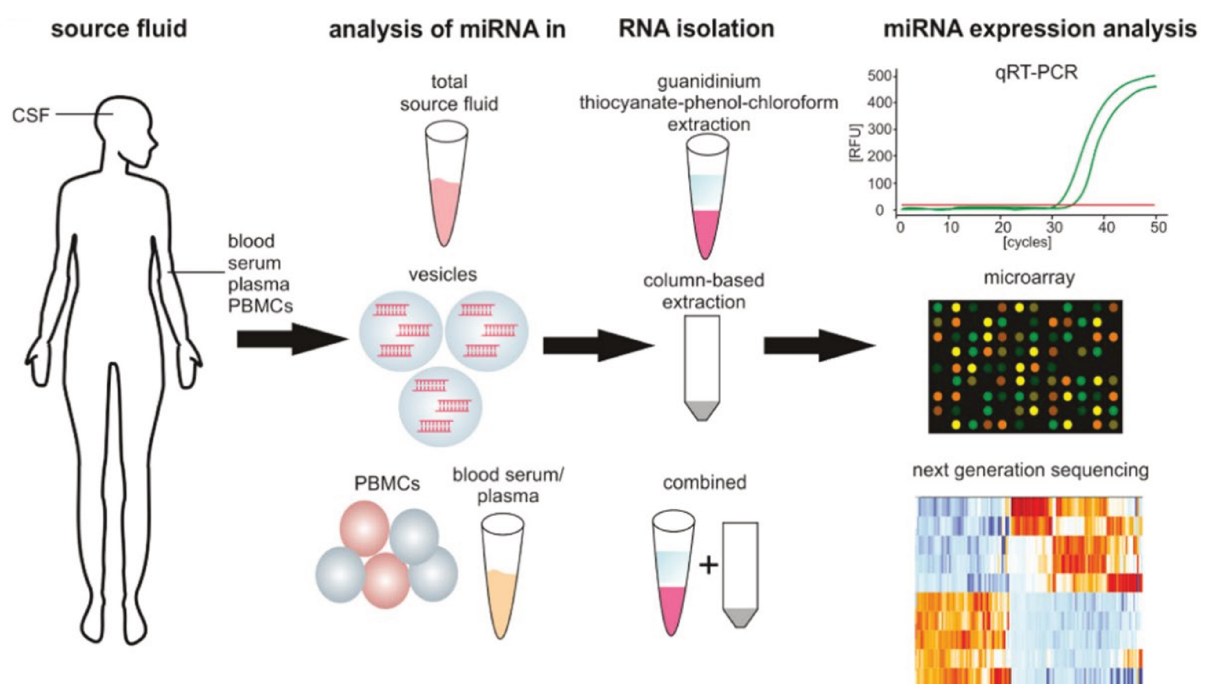 source fluid
analysis of miRNA in
RNA isolation
miRNA expression analysis
CSF
blood
serum
plasma
PBMCs
total
source fluid
vesicles
PBMCs
blood serum/
plasma
guanidinium
thiocyanate-phenol-chloroform
extraction
column-based
extraction
combined
+
qRT-PCR
[RFU]
500
400
300
200
100
0
0 10 20 30 40 50
[cycles]
microarray
next generation sequencing